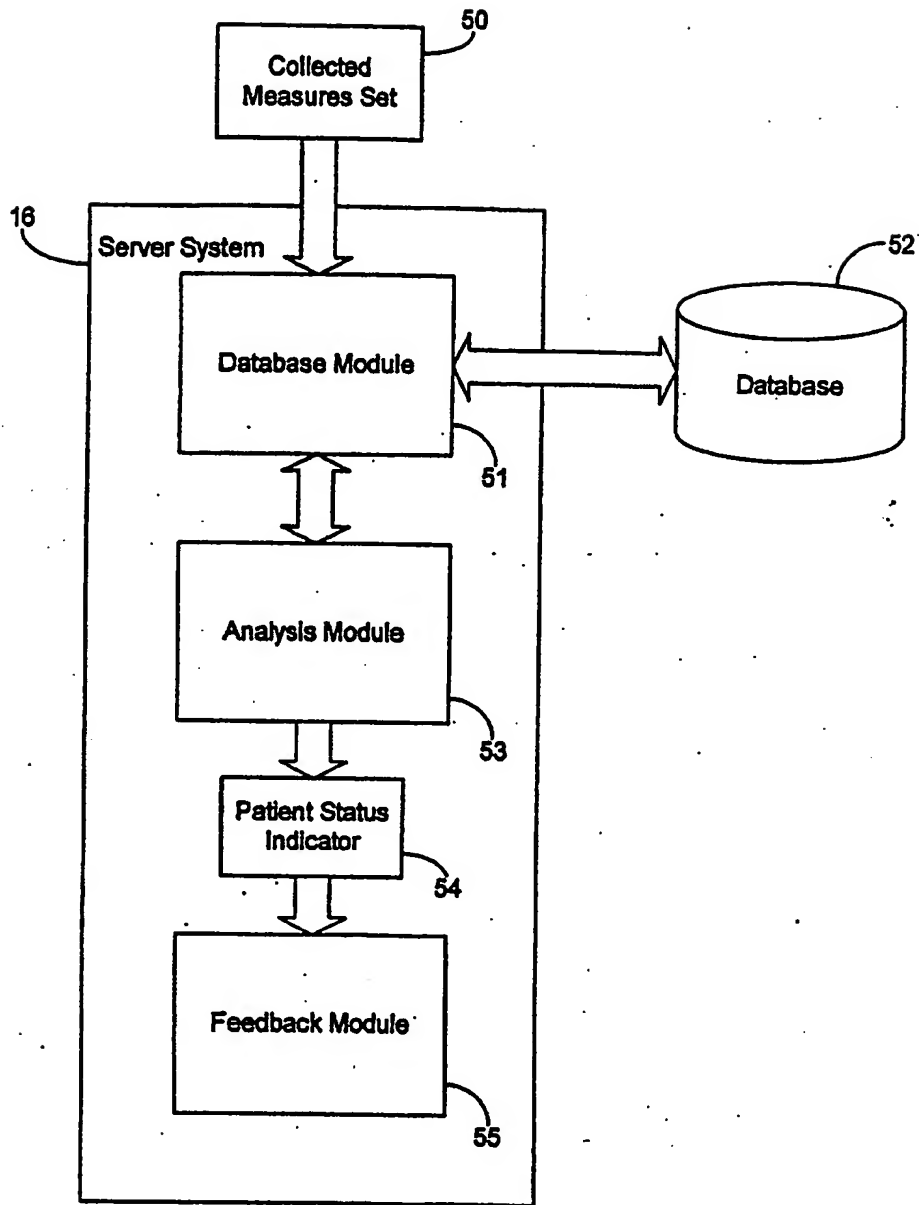 50
Collected
Measures Set
16
Server System
52
Database Module
Database
51
Analysis Module
53
Patient Status
Indicator
54
Feedback Module
55